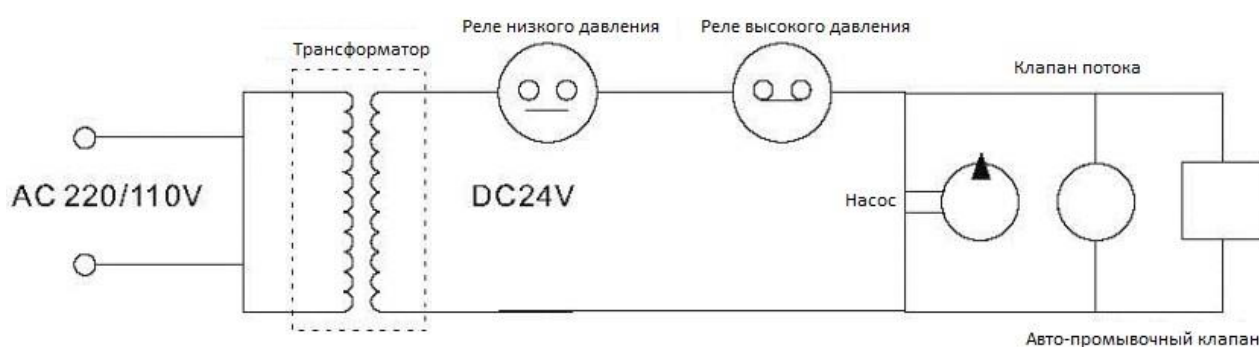 Реле низкого давления
Реле высокого давления
Трансформатор
Клапан потока
AC 220/110V
DC24V
Насос
Авто-промывочный клапан